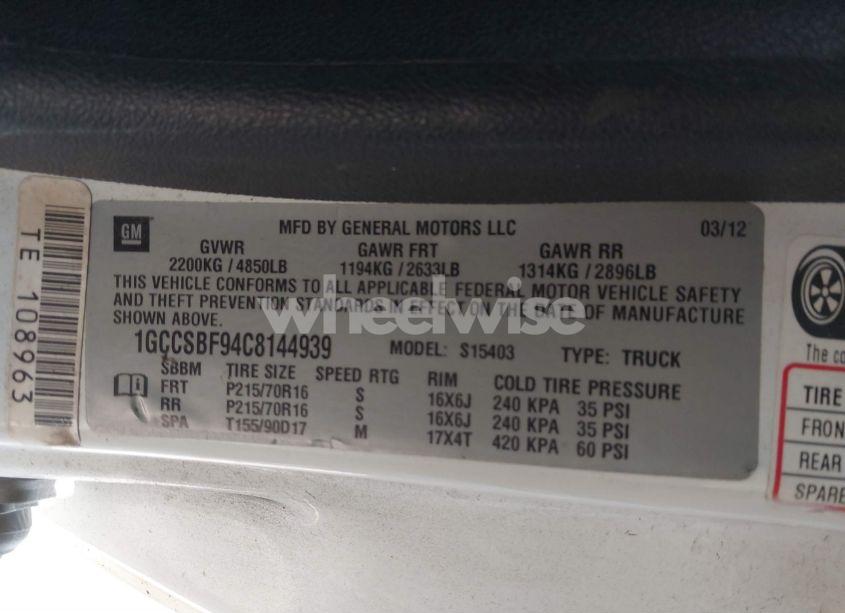 GM
MFD BY GENERAL MOTORS LLC 03/12
GVWR GAWR FRT GAWR RR
2200KG / 4850LB 1194KG / 2633LB 1314KG / 2896LB
THIS VEHICLE CONFORMS TO ALL APPLICABLE FEDERAL MOTOR VEHICLE SAFETY
AND THEFT PREVENTION STANDARDS IN EFFECT ON THE DATE OF MANUFACTURE
SHOWN ABOVE.
1GCCSBF94C8144939 MODEL: S15403 TYPE: TRUCK
SBBM TIRE SIZE SPEED RTG RIM COLD TIRE PRESSURE
FRT P215/70R16 S 16X6J 240 KPA 35 PSI
RR P215/70R16 S 16X6J 240 KPA 35 PSI
SPA T155/90D17 M 17X4T 420 KPA 60 PSI
TE 108963
The co
TIRE
FRON
REAR
SPARE
wheelwise